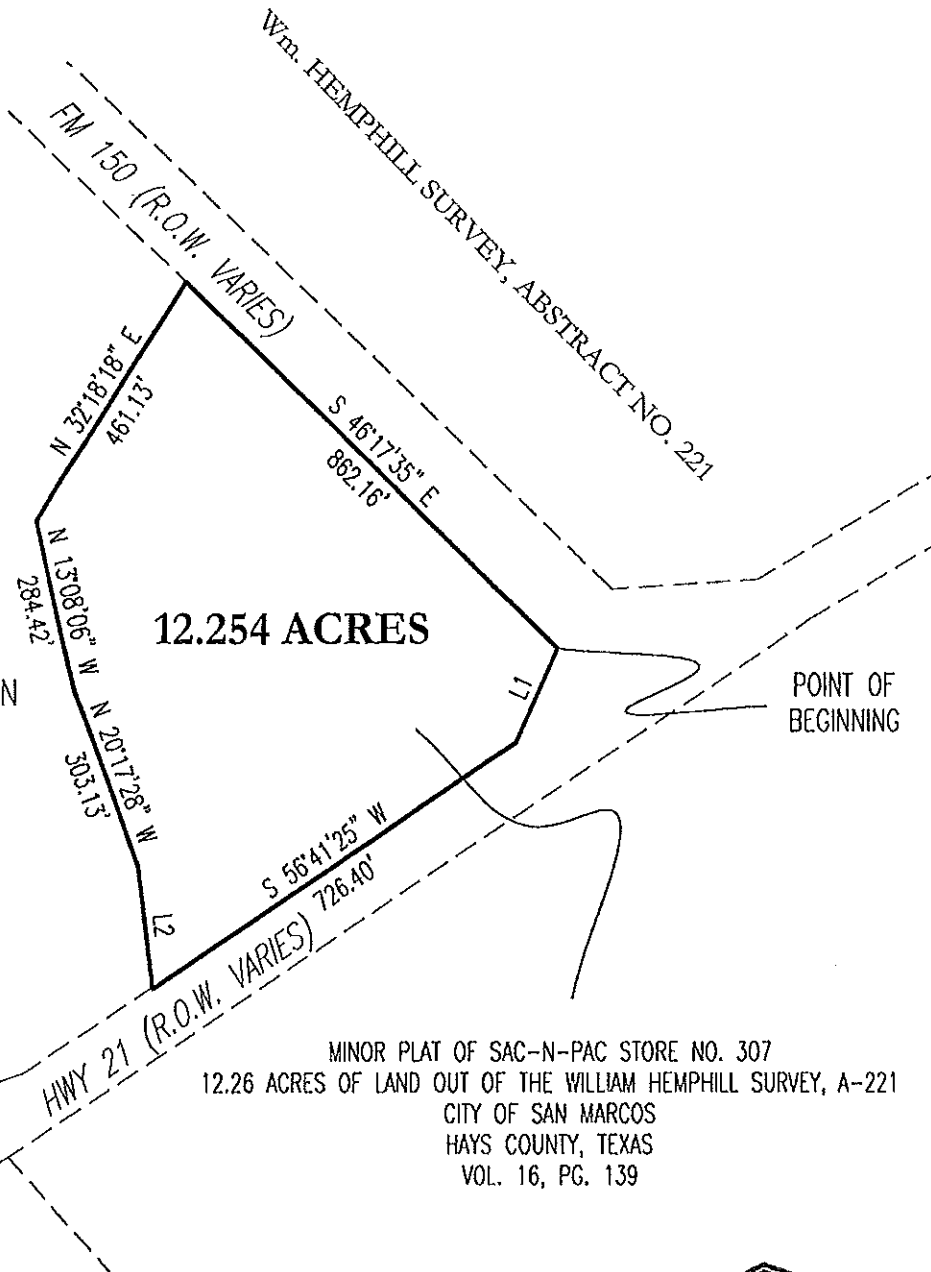 Wm. HEMPHILL SURVEY, ABSTRACT NO. 221
FM 150 (R.O.W. VARIES)
N 32°18'18" E
461.13'
S 46°17'35" E
862.16'
N 13°08'06" W
284.42'
12.254 ACRES
N
L1
POINT OF
BEGINNING
N 20°17'28" W
303.13'
S 56°41'25" W
726.40'
L2
HWY 21 (R.O.W. VARIES)
MINOR PLAT OF SAC-N-PAC STORE NO. 307
12.26 ACRES OF LAND OUT OF THE WILLIAM HEMPHILL SURVEY, A-221
CITY OF SAN MARCOS
HAYS COUNTY, TEXAS
VOL. 16, PG. 139